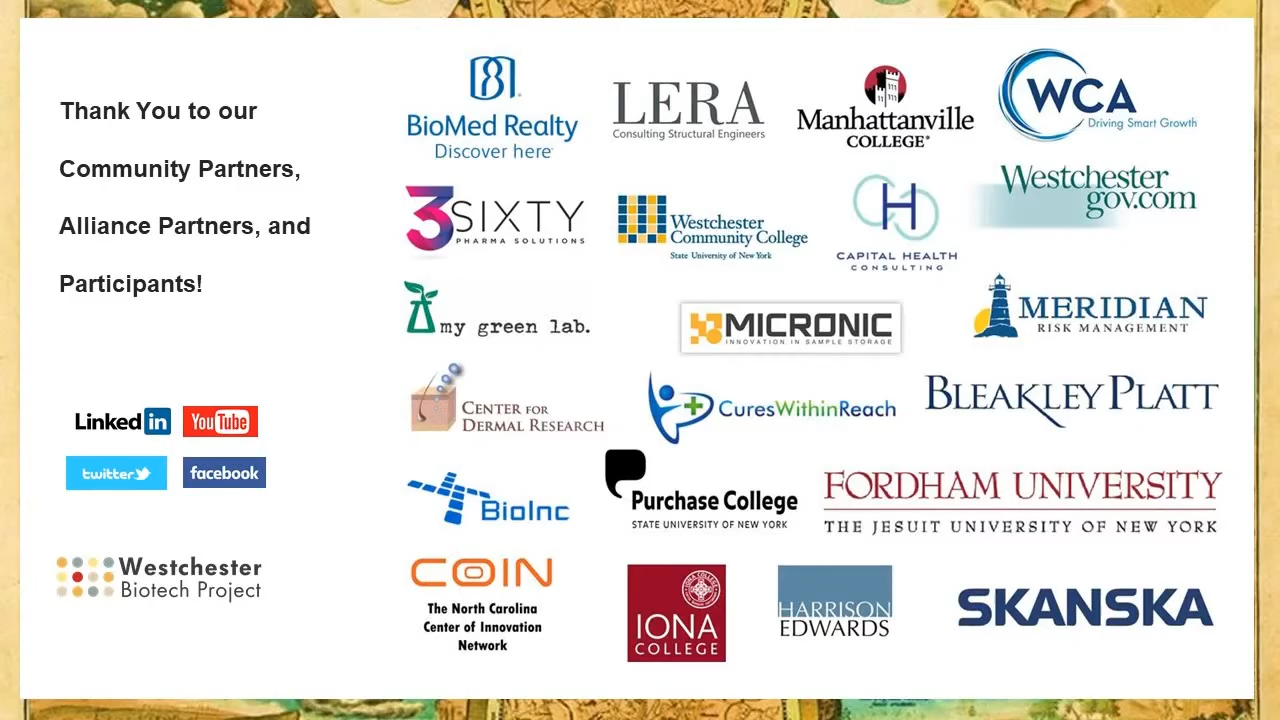 Thank You to our
Community Partners,
Alliance Partners, and
Participants!
Linked in
YouTube
twitter
facebook
Westchester
Biotech Project
BioMed Realty
Discover here
LERA
Consulting Structural Engineers
Manhattanville
COLLEGE
WCA
Driving Smart Growth
3SIXTY
PHARMA SOLUTIONS
Westchester
Community College
State University of New York
CH
CAPITAL HEALTH
CONSULTING
Westchester
gov.com
my green lab.
MICRONIC
INNOVATION IN SAMPLE STORAGE
MERIDIAN
RISK MANAGEMENT
CENTER FOR
DERMAL RESEARCH
CuresWithinReach
BLEAKLEY PLATT
BioInc
Purchase College
STATE UNIVERSITY OF NEW YORK
FORDHAM UNIVERSITY
THE JESUIT UNIVERSITY OF NEW YORK
COIN
The North Carolina
Center of Innovation
Network
IONA
COLLEGE
HARRISON
EDWARDS
SKANSKA